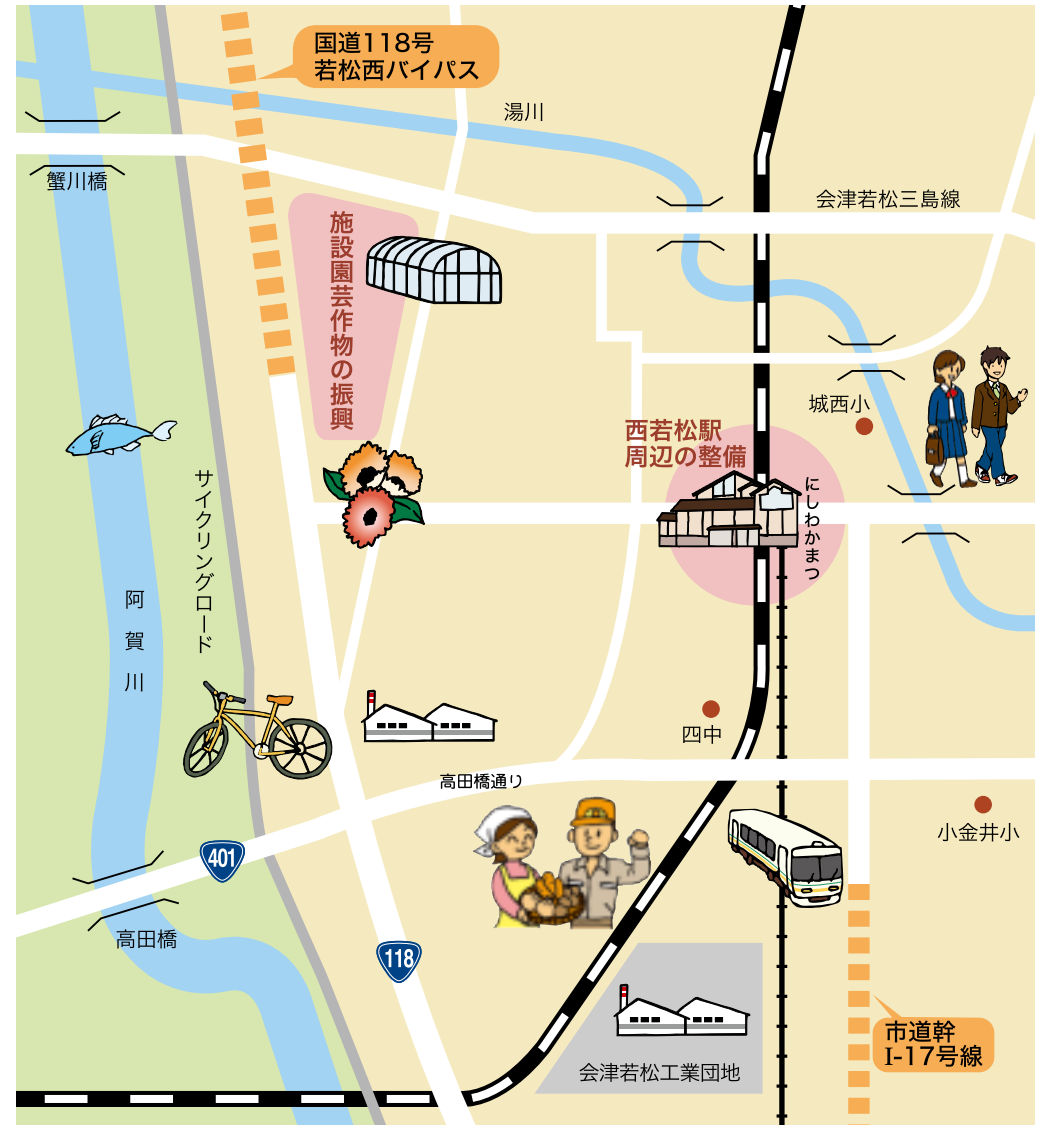 国道118号
若松西バイパス
湯川
蟹川橋
会津若松三島線
施設園芸作物の振興
城西小
西若松駅
周辺の整備
にしわかまつ
サイクリングロード
阿賀川
四中
高田橋通り
小金井小
401
高田橋
118
市道幹
I-17号線
会津若松工業団地